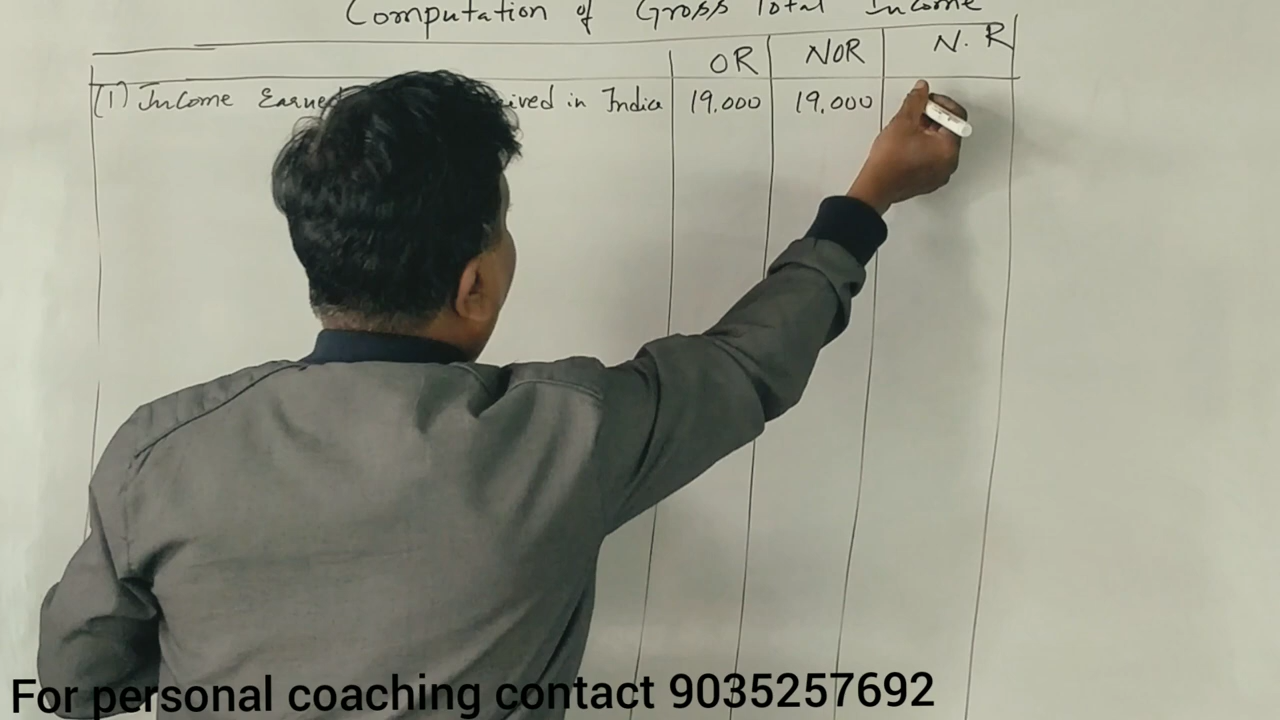 Computation of Gross Total Income
OR NOR N.R
(1) Income Earned in India 19,000 19,000
For personal coaching contact 9035257692